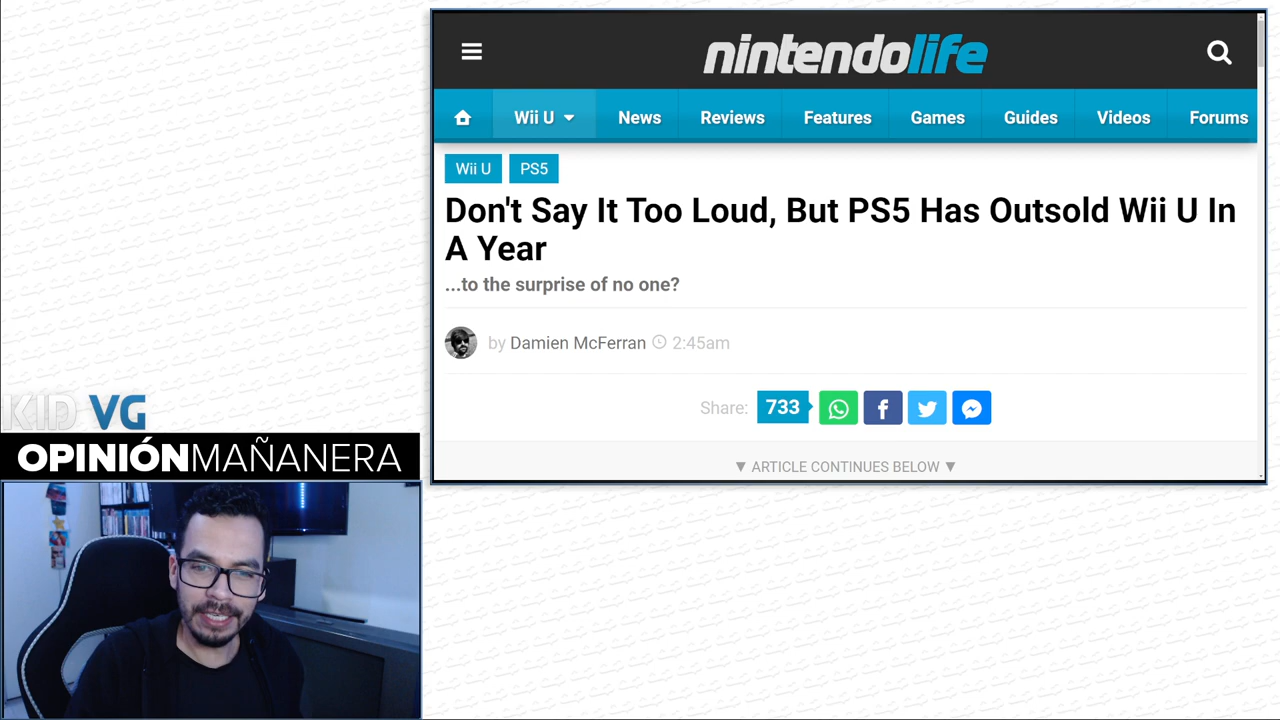 nintendolife
Wii U
News
Reviews
Features
Games
Guides
Videos
Forums
Wii U
PS5
Don't Say It Too Loud, But PS5 Has Outsold Wii U In
A Year
...to the surprise of no one?
by Damien McFerran 2:45am
Share: 733
▼ ARTICLE CONTINUES BELOW ▼
KID VG
OPINIÓNMAÑANERA